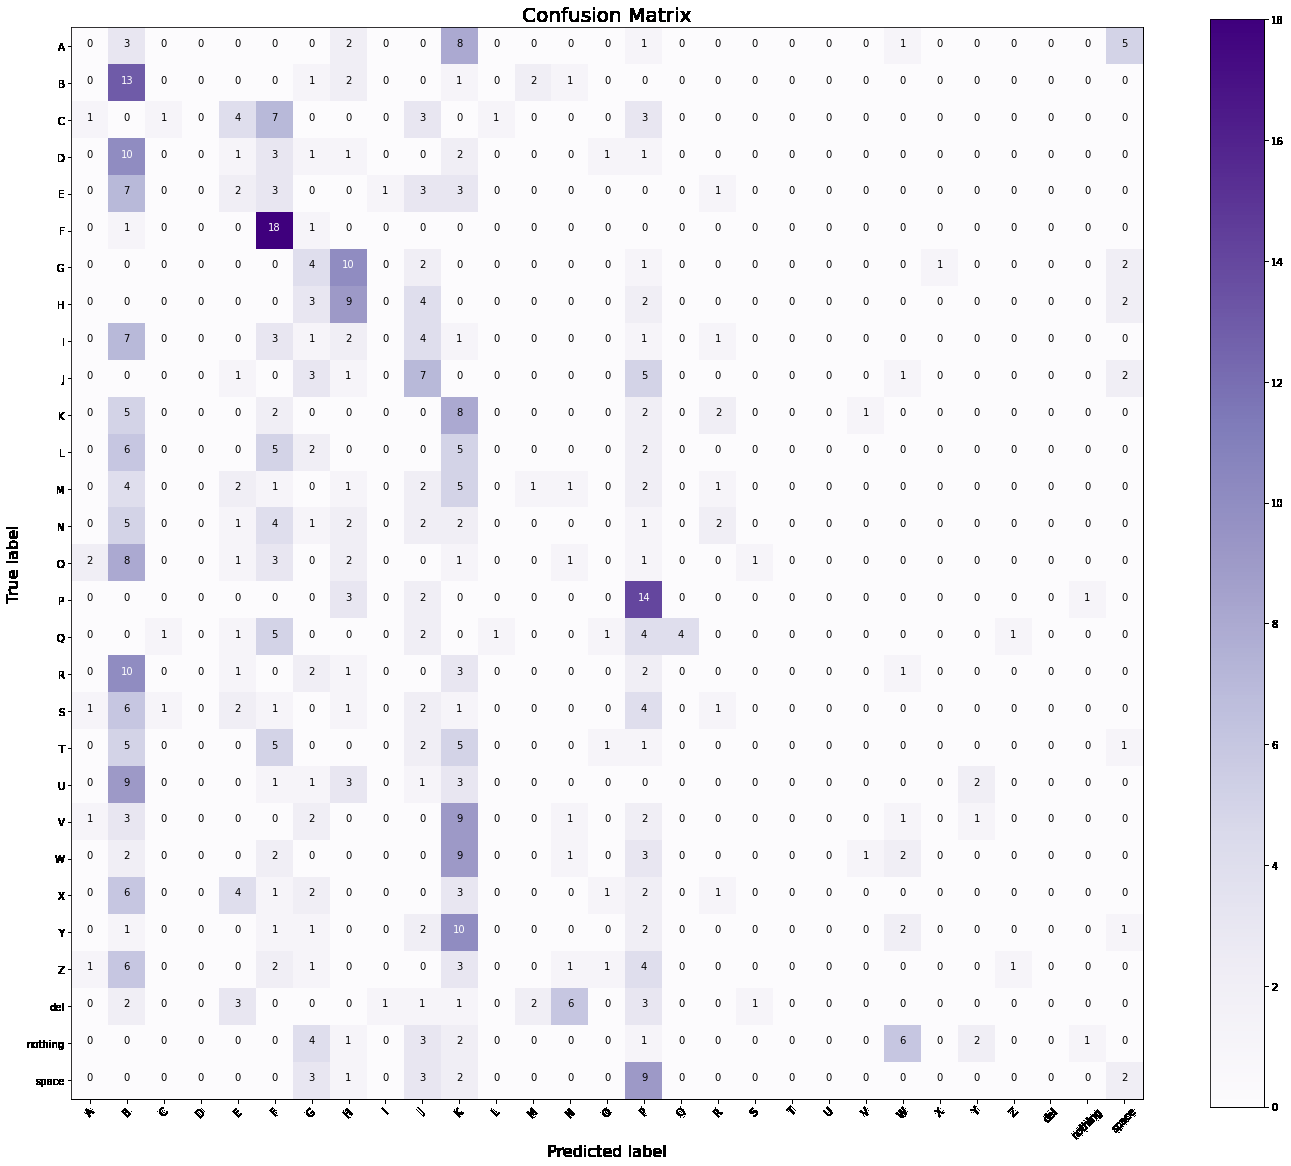 Confusion Matrix
A 0 3 0 0 0 0 0 2 0 0 8 0 0 0 0 1 0 0 0 0 0 0 1 0 0 0 0 0 5
B 0 13 0 0 0 0 1 2 0 0 1 0 2 1 0 0 0 0 0 0 0 0 0 0 0 0 0 0 0
C 1 0 1 0 4 7 0 0 0 3 0 1 0 0 0 3 0 0 0 0 0 0 0 0 0 0 0 0 0
D 0 10 0 0 1 3 1 1 0 0 2 0 0 0 1 1 0 0 0 0 0 0 0 0 0 0 0 0 0
E 0 7 0 0 2 3 0 0 1 3 3 0 0 0 0 0 0 1 0 0 0 0 0 0 0 0 0 0 0
F 0 1 0 0 0 18 1 0 0 0 0 0 0 0 0 0 0 0 0 0 0 0 0 0 0 0 0 0 0
G 0 0 0 0 0 0 4 10 0 2 0 0 0 0 0 1 0 0 0 0 0 0 0 1 0 0 0 0 2
H 0 0 0 0 0 0 3 9 0 4 0 0 0 0 0 2 0 0 0 0 0 0 0 0 0 0 0 0 2
I 0 7 0 0 0 3 1 2 0 4 1 0 0 0 0 1 0 1 0 0 0 0 0 0 0 0 0 0 0
J 0 0 0 0 1 0 3 1 0 7 0 0 0 0 0 5 0 0 0 0 0 0 1 0 0 0 0 0 2
K 0 5 0 0 0 2 0 0 0 0 8 0 0 0 0 2 0 2 0 0 0 1 0 0 0 0 0 0 0
L 0 6 0 0 0 5 2 0 0 0 5 0 0 0 0 2 0 0 0 0 0 0 0 0 0 0 0 0 0
M 0 4 0 0 2 1 0 1 0 2 5 0 1 1 0 2 0 1 0 0 0 0 0 0 0 0 0 0 0
N 0 5 0 0 1 4 1 2 0 2 2 0 0 0 0 1 0 2 0 0 0 0 0 0 0 0 0 0 0
O 2 8 0 0 1 3 0 2 0 0 1 0 0 1 0 1 0 0 1 0 0 0 0 0 0 0 0 0 0
P 0 0 0 0 0 0 0 3 0 2 0 0 0 0 0 14 0 0 0 0 0 0 0 0 0 0 0 1 0
Q 0 0 1 0 1 5 0 0 0 2 0 1 0 0 1 4 4 0 0 0 0 0 0 0 0 1 0 0 0
R 0 10 0 0 1 0 2 1 0 0 3 0 0 0 0 2 0 0 0 0 0 0 1 0 0 0 0 0 0
S 1 6 1 0 2 1 0 1 0 2 1 0 0 0 0 4 0 1 0 0 0 0 0 0 0 0 0 0 0
T 0 5 0 0 0 5 0 0 0 2 5 0 0 0 1 1 0 0 0 0 0 0 0 0 0 0 0 0 1
U 0 9 0 0 0 1 1 3 0 1 3 0 0 0 0 0 0 0 0 0 0 0 0 0 2 0 0 0 0
V 1 3 0 0 0 0 2 0 0 0 9 0 0 1 0 2 0 0 0 0 0 0 1 0 1 0 0 0 0
W 0 2 0 0 0 2 0 0 0 0 9 0 0 1 0 3 0 0 0 0 0 1 2 0 0 0 0 0 0
X 0 6 0 0 4 1 2 0 0 0 3 0 0 0 1 2 0 1 0 0 0 0 0 0 0 0 0 0 0
Y 0 1 0 0 0 1 1 0 0 2 10 0 0 0 0 2 0 0 0 0 0 0 2 0 0 0 0 0 1
Z 1 6 0 0 0 2 1 0 0 0 3 0 0 1 1 4 0 0 0 0 0 0 0 0 0 1 0 0 0
del 0 2 0 0 3 0 0 0 1 1 1 0 2 6 0 3 0 0 1 0 0 0 0 0 0 0 0 0 0
nothing 0 0 0 0 0 0 4 1 0 3 2 0 0 0 0 1 0 0 0 0 0 0 6 0 2 0 0 1 0
space 0 0 0 0 0 0 3 1 0 3 2 0 0 0 0 9 0 0 0 0 0 0 0 0 0 0 0 0 2
A B C D E F G H I J K L M N O P Q R S T U V W X Y Z del nothing space
True label
Predicted label
18
16
14
12
10
8
6
4
2
0